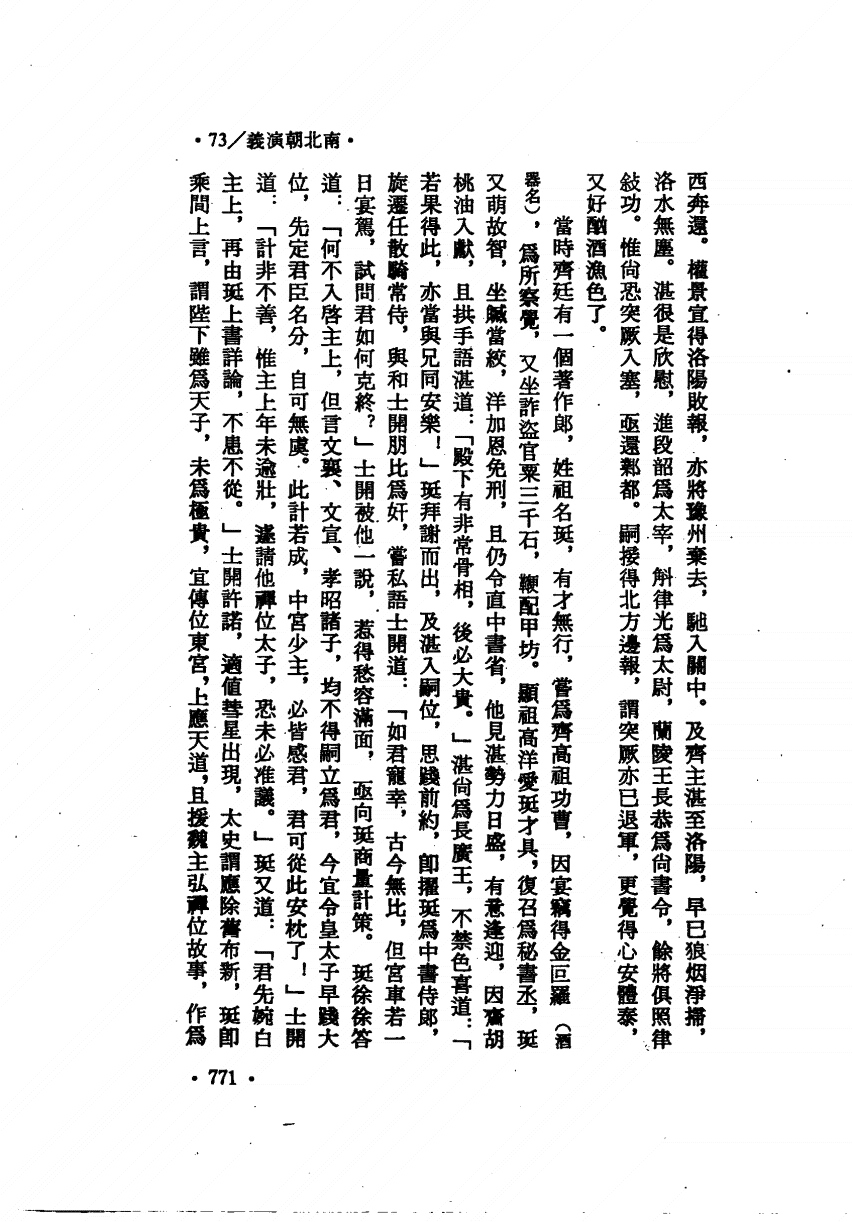 ·南北朝演義／73·
西奔還。權景宣得洛陽敗報，亦將豫州棄去，馳入關中。及齊主湛至洛陽，早已狼烟淨掃，
洛水無塵。湛很是欣慰，進段韶爲太宰，斛律光爲太尉，蘭陵王長恭爲尙書令，餘將俱照律
敍功。惟尙恐突厥入塞，亟還鄴都。嗣接得北方邊報，謂突厥亦已退軍，更覺得心安體泰，
又好酗酒漁色了。
當時齊廷有一個著作郎，姓祖名珽，有才無行，嘗爲齊高祖功曹，因宴竊得金叵羅（酒
器名），爲所察覺，又坐詐盜官粟三千石，鞭配甲坊。顯祖高洋愛珽才具，復召爲秘書丞，珽
又萌故智，坐贓當絞，洋加恩免刑，且仍令直中書省，他見湛勢力日盛，有意逢迎，因齎胡
桃油入獻，且拱手語湛道：「殿下有非常骨相，後必大貴。」湛尙爲長廣王，不禁色喜道：「
若果得此，亦當與兄同安樂！」珽拜謝而出，及湛入嗣位，思踐前約，卽擢珽爲中書侍郎，
旋遷任散騎常侍，與和士開朋比爲奸，嘗私語士開道：「如君寵幸，古今無比，但宮車若一
日宴駕，試問君如何克終？」士開被他一說，惹得愁容滿面，亟向珽商量計策。珽徐徐答
道：「何不入啓主上，但言文襄、文宣、孝昭諸子，均不得嗣立爲君，今宜令皇太子早踐大
位，先定君臣名分，自可無虞。此計若成，中宮少主，必皆感君，君可從此安枕了！」士開
道：「計非不善，惟主上年未逾壯，遽請他禪位太子，恐未必准議。」珽又道：「君先婉白
主上，再由珽上書詳論，不患不從。」士開許諾，適値彗星出現，太史謂應除舊布新，珽卽
乘間上言，謂陛下雖爲天子，未爲極貴，宜傳位東宮，上應天道，且援魏主弘禪位故事，作爲
·771·